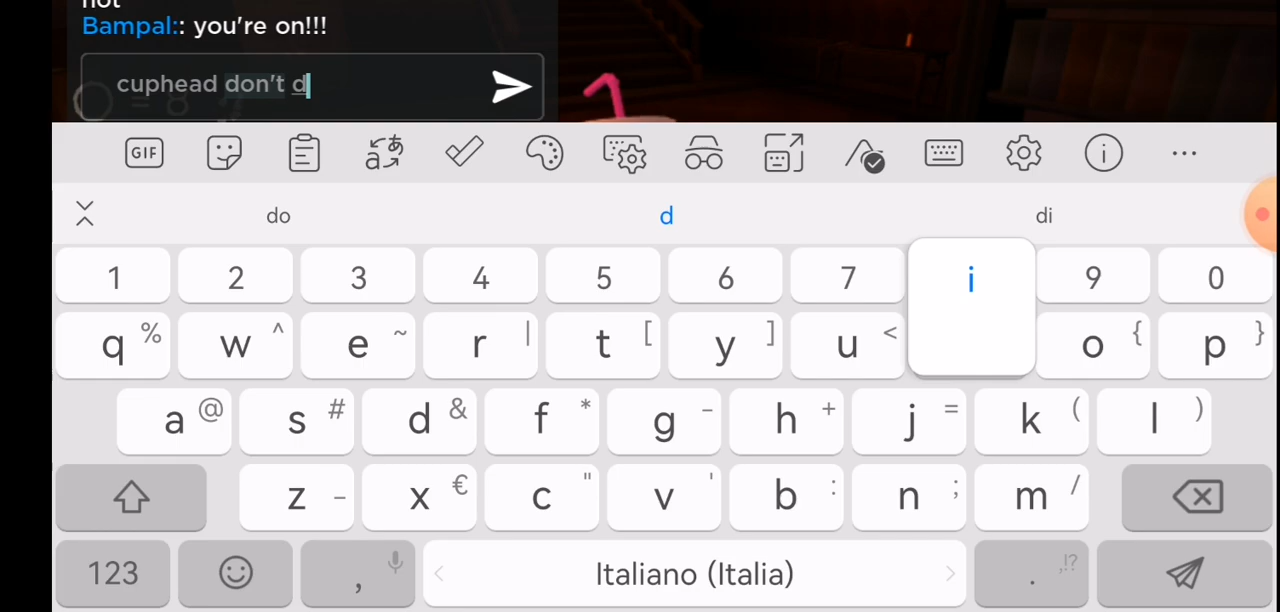 not
Bampal:: you're on!!!
cuphead don't d
GIF
do d di
1 2 3 4 5 6 7 i 9 0
q % w ^ e ~ r | t [ y ] u < o { p }
a @ s # d & f * g - h + j = k ( l )
z _ x € c " v ' b : n ; m /
123 , Italiano (Italia) . ,!?